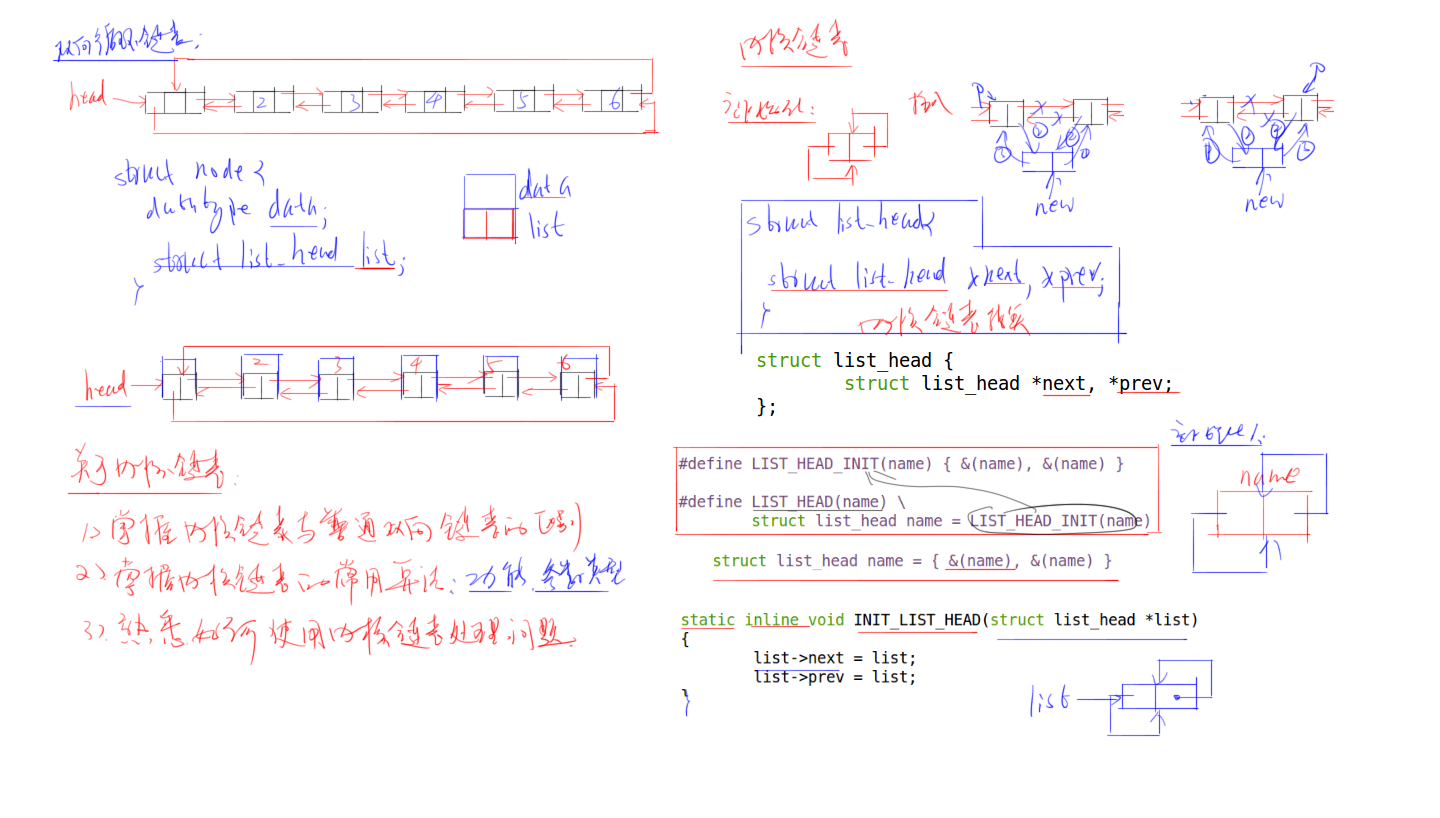 双向循环链表:
head
2 3 4 5 6
struct node {
datatype data;
struct list_head list;
}
data
list
head
2 3 4 5 6
关于内核链表:
1) 掌握内核链表与普通双向链表的区别
2) 掌握内核链表的常用算法: 功能, 参数, 类型
3) 熟悉如何使用内核链表处理问题.
内核链表
初始化:
插入
P
① ② ③ ④
new
P
new
struct list_head{
struct list_head *next, *prev;
}
内核链表
struct list_head {
struct list_head *next, *prev;
};
#define LIST_HEAD_INIT(name) { &(name), &(name) }
#define LIST_HEAD(name) \
struct list_head name = LIST_HEAD_INIT(name)
struct list_head name = { &(name), &(name) }
name
static inline void INIT_LIST_HEAD(struct list_head *list)
{
list->next = list;
list->prev = list;
}
list